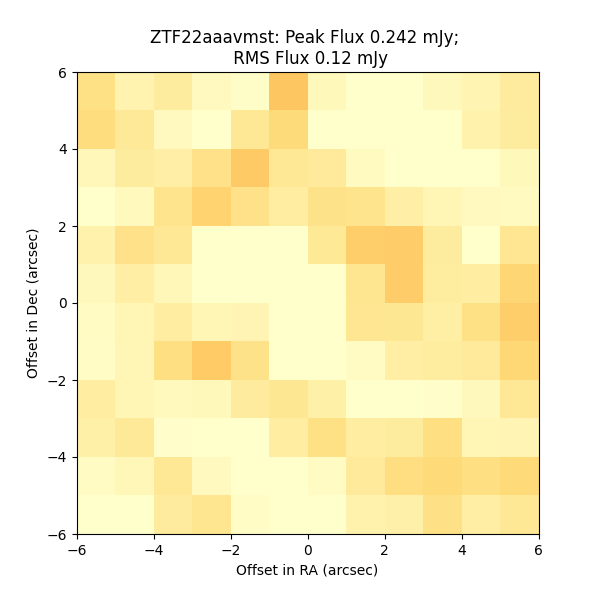 ZTF22aaavmst: Peak Flux 0.242 mJy;
RMS Flux 0.12 mJy
6
4
2
0
−2
−4
−6
Offset in Dec (arcsec)
−6 −4 −2 0 2 4 6
Offset in RA (arcsec)